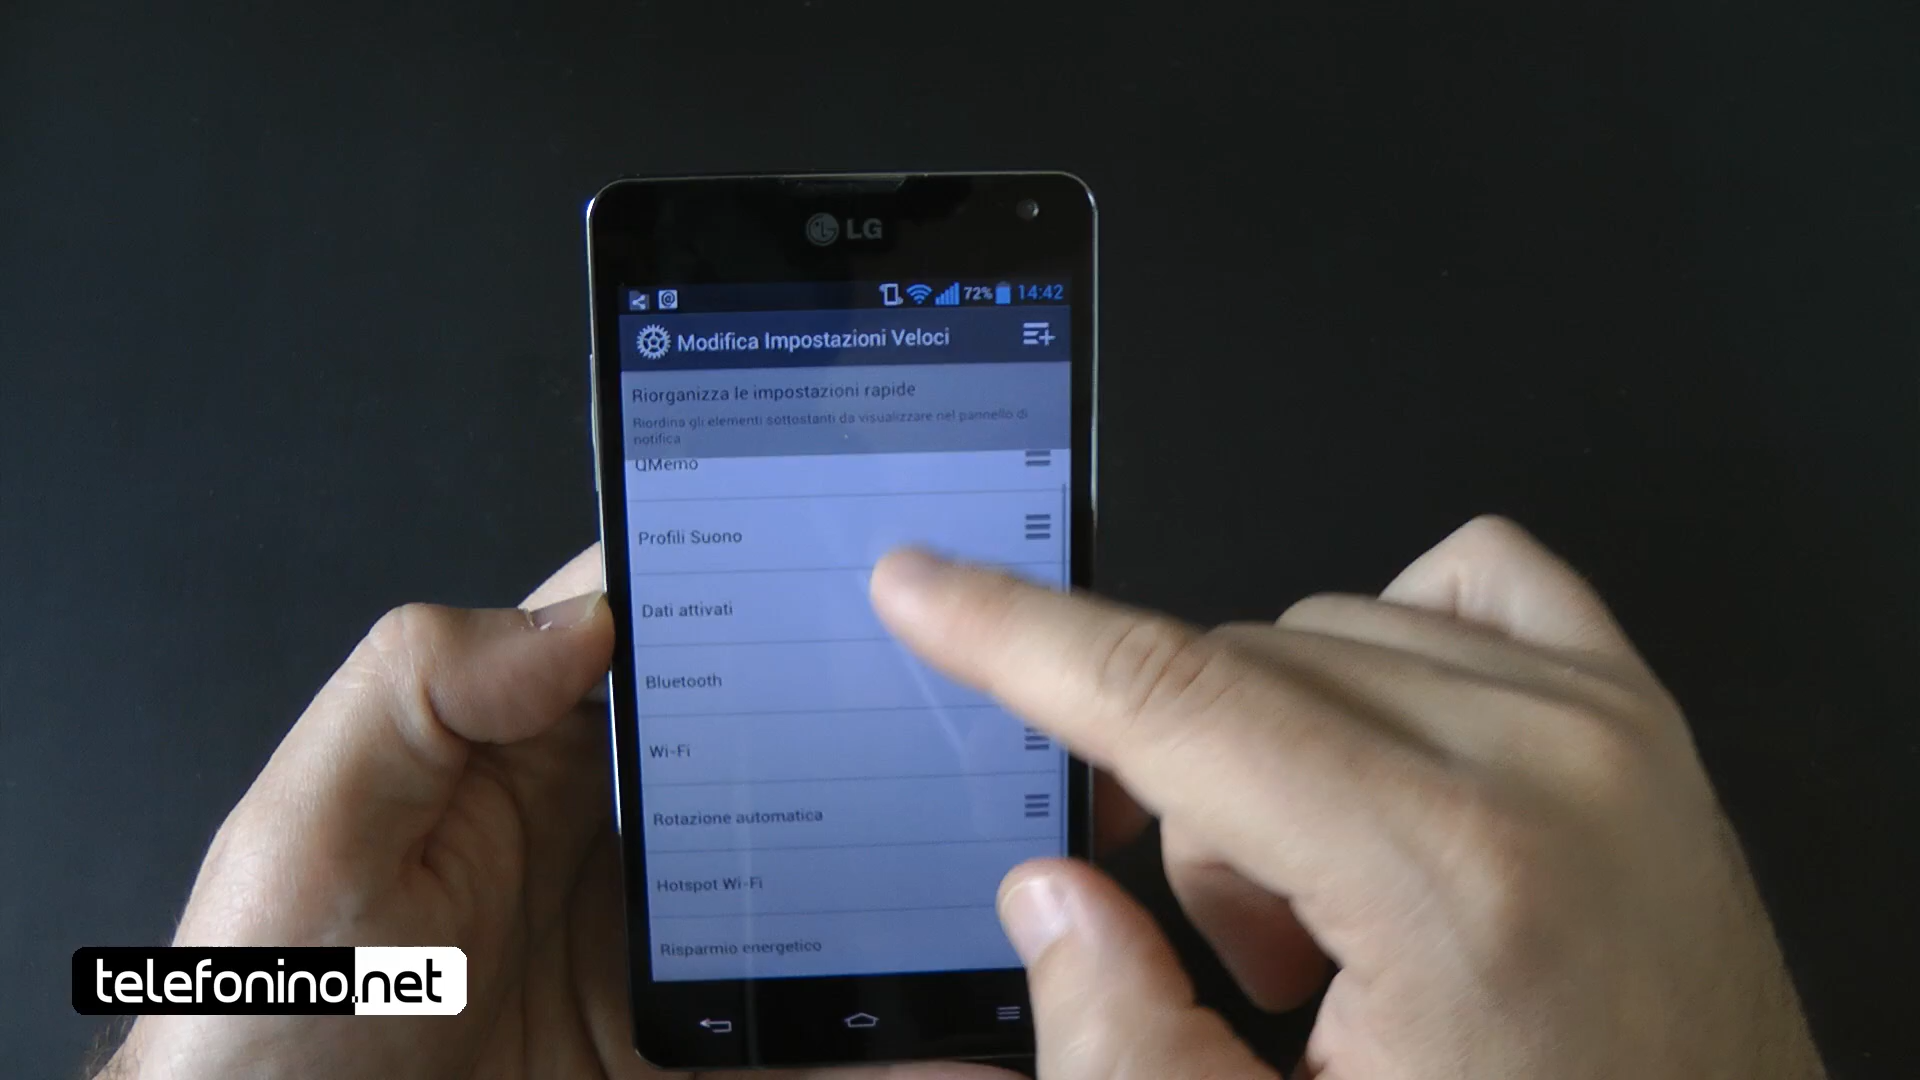 LG
72% 14:42
Modifica Impostazioni Veloci
Riorganizza le impostazioni rapide
Riordina gli elementi sottostanti da visualizzare nel pannello di
notifica
QMemo
Profili Suono
Dati attivati
Bluetooth
Wi-Fi
Rotazione automatica
Hotspot Wi-Fi
Risparmio energetico
telefonino.net